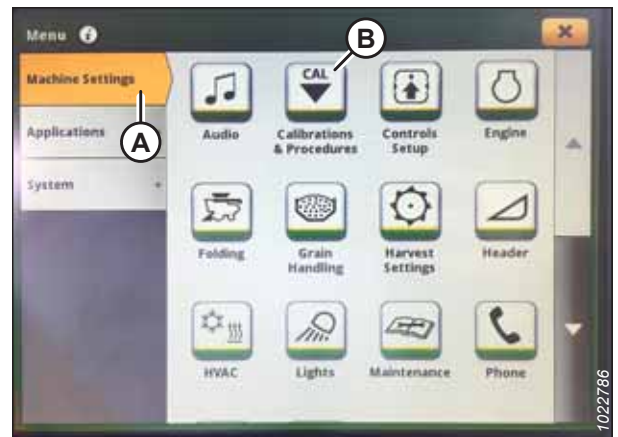 Menu i
B
Machine Settings
A
Applications
System
CAL
Audio
Calibrations
& Procedures
Controls
Setup
Engine
Folding
Grain
Handling
Harvest
Settings
Header
HVAC
Lights
Maintenance
Phone
1022786